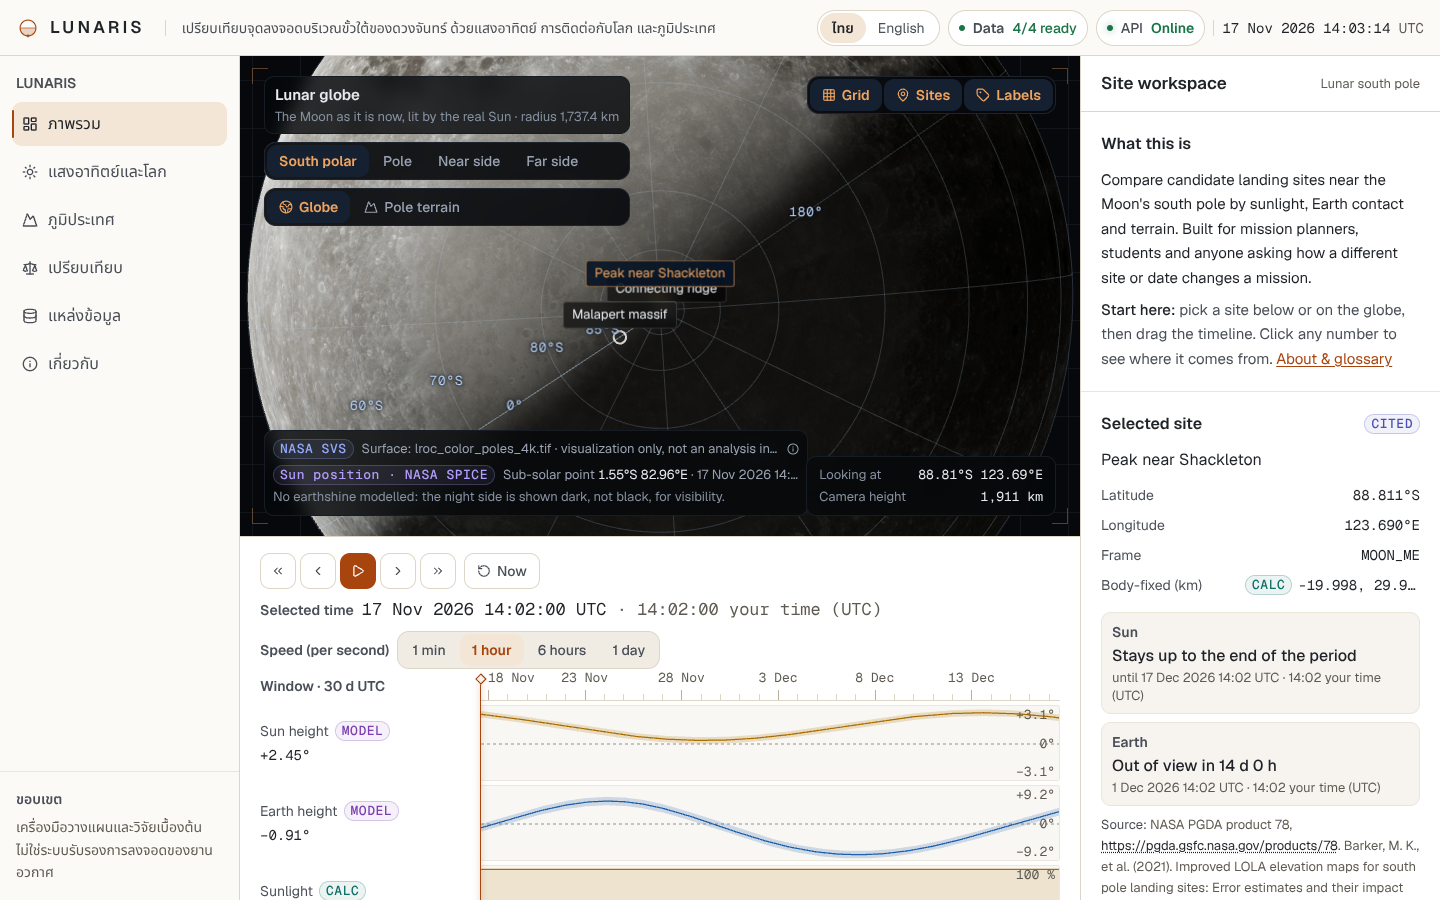 LUNARIS
เปรียบเทียบจุดลงจอดบริเวณขั้วใต้ของดวงจันทร์ ด้วยแสงอาทิตย์ การติดต่อกับโลก และภูมิประเทศ
ไทย English
Data 4/4 ready
API Online
17 Nov 2026 14:03:14 UTC
LUNARIS
ภาพรวม
แสงอาทิตย์และโลก
ภูมิประเทศ
เปรียบเทียบ
แหล่งข้อมูล
เกี่ยวกับ
ขอบเขต
เครื่องมือวางแผนและวิจัยเบื้องต้น
ไม่ใช่ระบบรับรองการลงจอดของยาน
อวกาศ
Lunar globe
The Moon as it is now, lit by the real Sun · radius 1,737.4 km
South polar Pole Near side Far side
Globe Pole terrain
Grid Sites Labels
180°
Peak near Shackleton
Connecting ridge
Malapert massif
85°S
80°S
70°S
60°S
0°
NASA SVS Surface: lroc_color_poles_4k.tif · visualization only, not an analysis in…
Sun position · NASA SPICE Sub-solar point 1.55°S 82.96°E · 17 Nov 2026 14:…
No earthshine modelled: the night side is shown dark, not black, for visibility.
Looking at 88.81°S 123.69°E
Camera height 1,911 km
Now
Selected time 17 Nov 2026 14:02:00 UTC · 14:02:00 your time (UTC)
Speed (per second) 1 min 1 hour 6 hours 1 day
Window · 30 d UTC
18 Nov 23 Nov 28 Nov 3 Dec 8 Dec 13 Dec
Sun height MODEL
+2.45°
+3.1°
0°
−3.1°
Earth height MODEL
−0.91°
+9.2°
0°
−9.2°
Sunlight CALC
100 %
Site workspace
Lunar south pole
What this is
Compare candidate landing sites near the
Moon's south pole by sunlight, Earth contact
and terrain. Built for mission planners,
students and anyone asking how a different
site or date changes a mission.
Start here: pick a site below or on the globe,
then drag the timeline. Click any number to
see where it comes from. About & glossary
Selected site CITED
Peak near Shackleton
Latitude 88.811°S
Longitude 123.690°E
Frame MOON_ME
Body-fixed (km) CALC −19.998, 29.9…
Sun
Stays up to the end of the period
until 17 Dec 2026 14:02 UTC · 14:02 your time
(UTC)
Earth
Out of view in 14 d 0 h
1 Dec 2026 14:02 UTC · 14:02 your time (UTC)
Source: NASA PGDA product 78,
https://pgda.gsfc.nasa.gov/products/78. Barker, M. K.,
et al. (2021). Improved LOLA elevation maps for south
pole landing sites: Error estimates and their impact